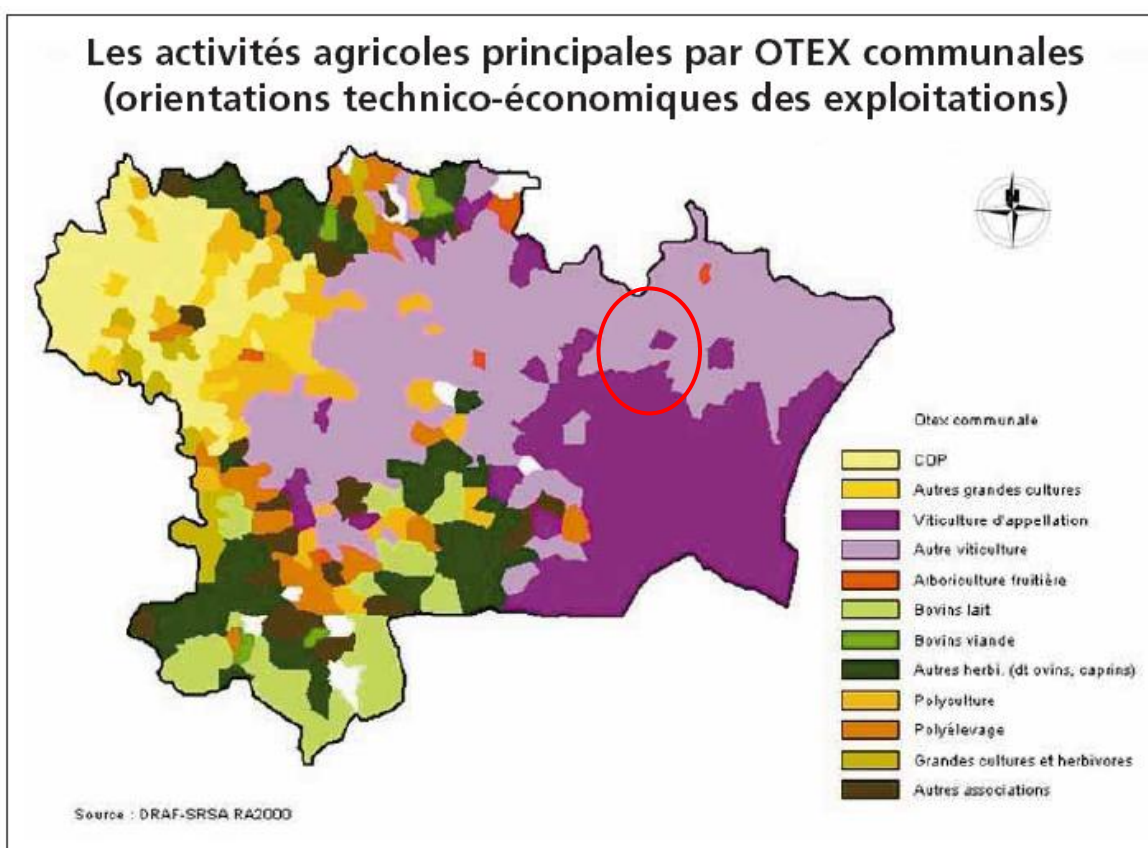 Les activités agricoles principales par OTEX communales
(orientations technico-économiques des exploitations)
N
Otex communale
COP
Autres grandes cultures
Viticulture d'appellation
Autre viticulture
Arboriculture fruitière
Bovins lait
Bovins viande
Autres herbi. (dt ovins, caprins)
Polyculture
Polyélevage
Grandes cultures et herbivores
Autres associations
Source : DRAF-SRSA RA2000